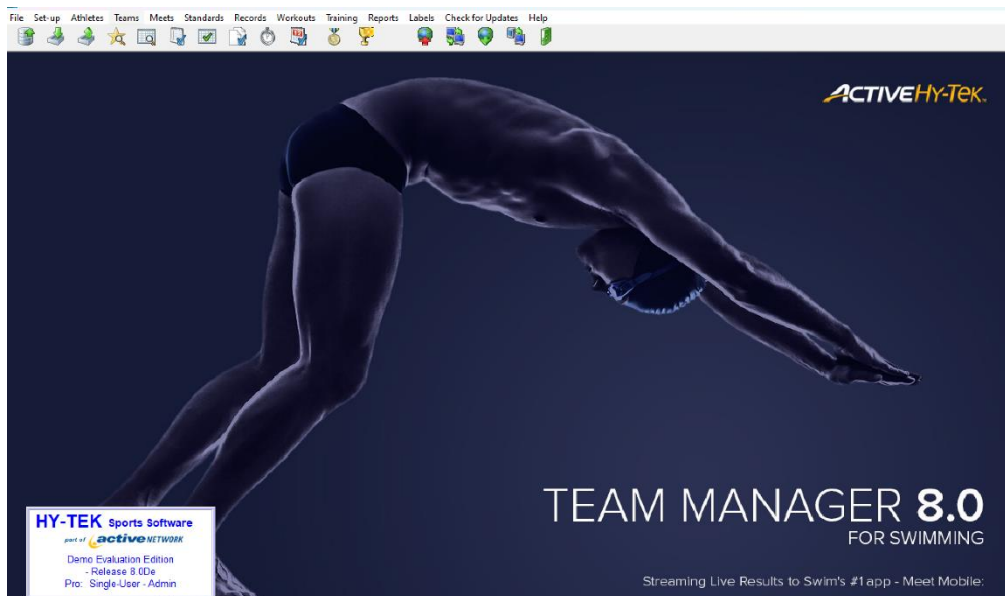 File Set-up Athletes Teams Meets Standards Records Workouts Training Reports Labels Check for Updates Help
ACTIVEHY-TEK
TEAM MANAGER 8.0
FOR SWIMMING
HY-TEK Sports Software
part of active NETWORK
Demo Evaluation Edition
- Release 8.0De
Pro: Single-User - Admin
Streaming Live Results to Swim's #1 app - Meet Mobile: